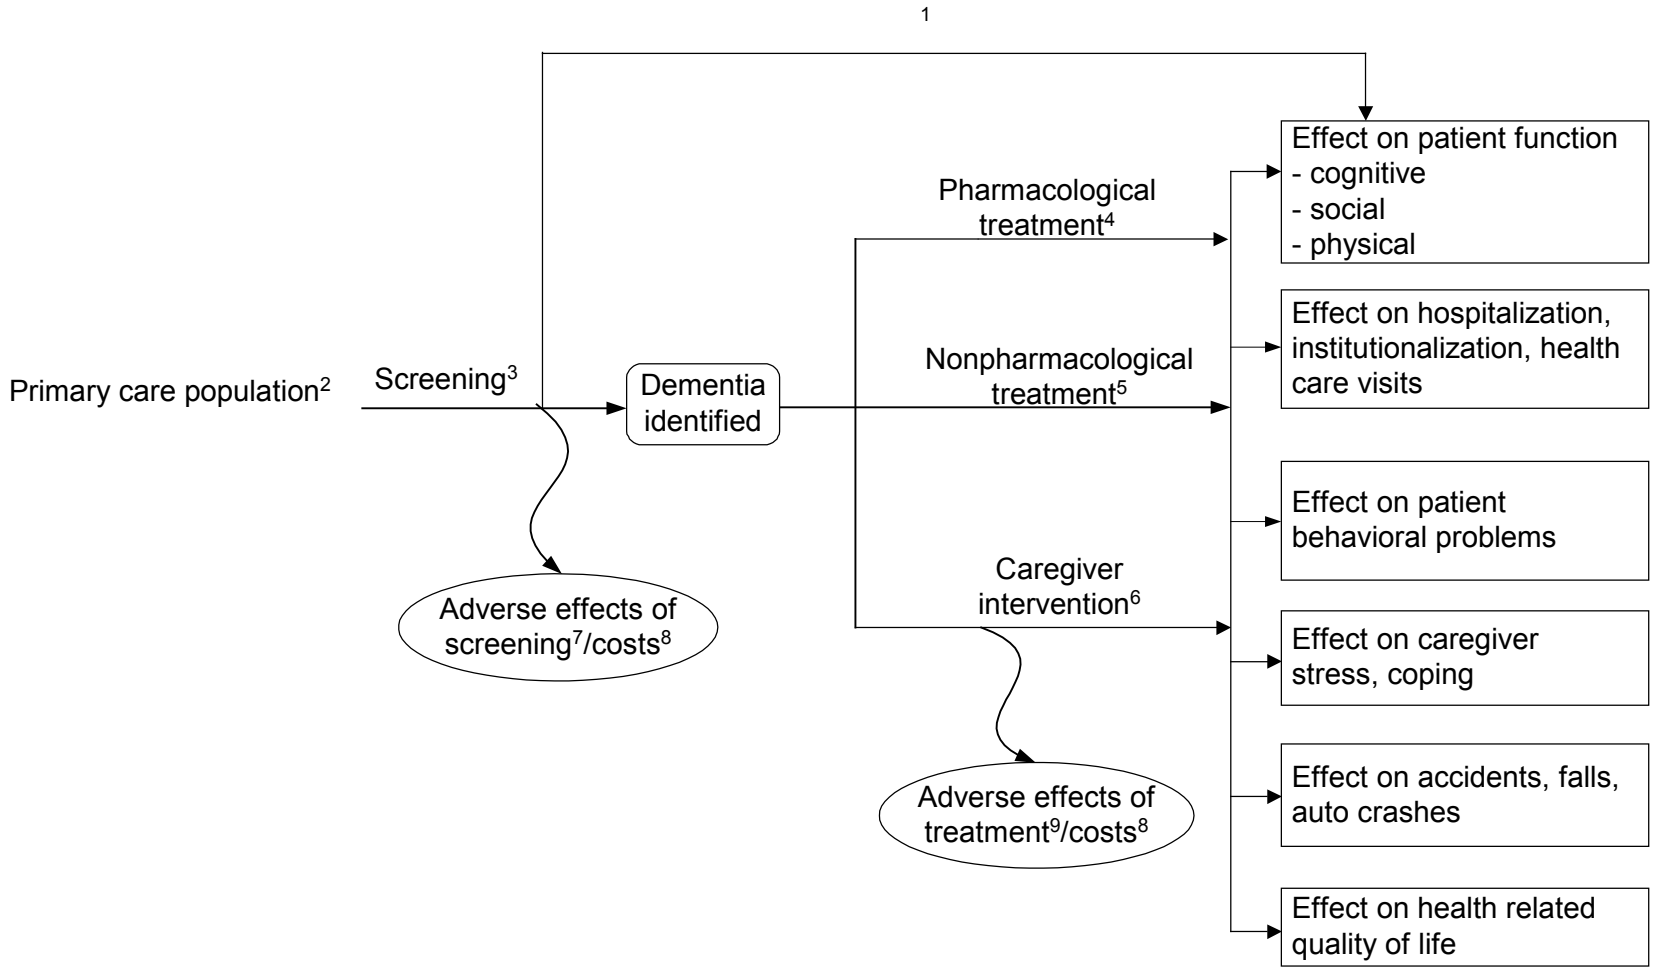 1
Primary care population2
Screening3
Dementia
identified
Adverse effects of
screening7/costs8
Pharmacological
treatment4
Nonpharmacological
treatment5
Caregiver
intervention6
Adverse effects of
treatment9/costs8
Effect on patient function
- cognitive
- social
- physical
Effect on hospitalization,
institutionalization, health
care visits
Effect on patient
behavioral problems
Effect on caregiver
stress, coping
Effect on accidents, falls,
auto crashes
Effect on health related
quality of life